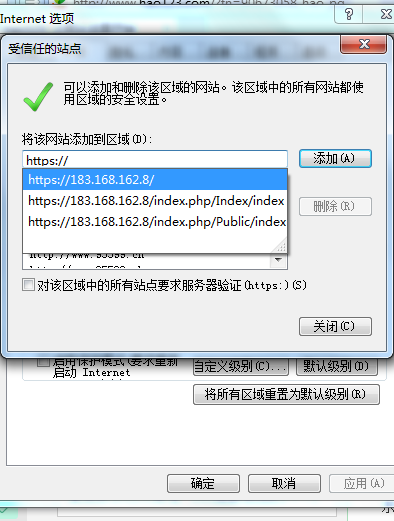 Internet 选项
受信任的站点
可以添加和删除该区域的网站。该区域中的所有网站都使
用区域的安全设置。
将该网站添加到区域(D):
https://
添加(A)
https://183.168.162.8/
https://183.168.162.8/index.php/Index/index
删除(R)
https://183.168.162.8/index.php/Public/index
http://www.95599.cn
对该区域中的所有站点要求服务器验证(https:)(S)
关闭(C)
启用保护模式(要求重新
启动 Internet
自定义级别(C)...
默认级别(D)
将所有区域重置为默认级别(R)
确定
取消
应用(A)